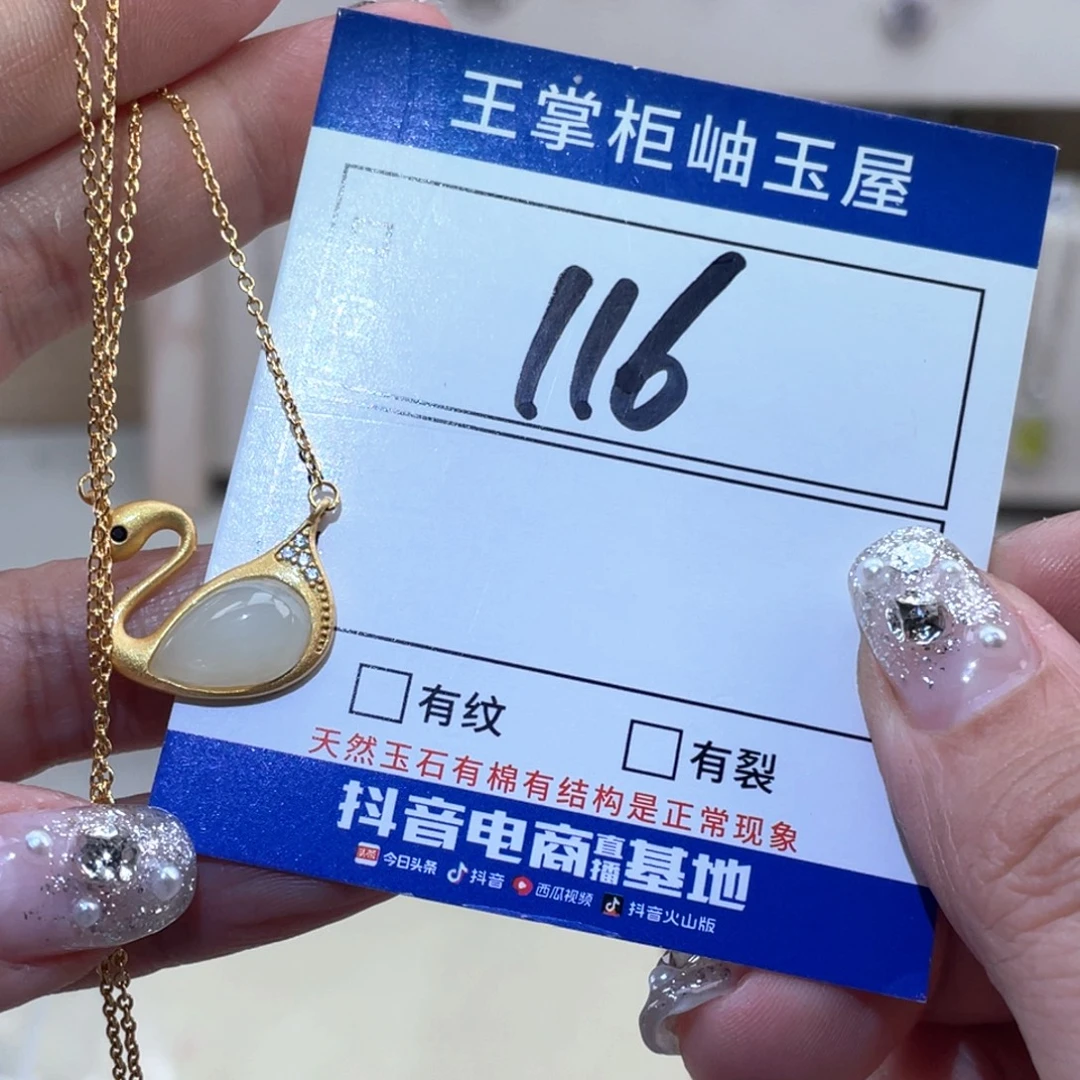 王掌柜岫玉屋
116
有纹 有裂
天然玉石有棉有结构是正常现象
抖音电商直播基地
头条 今日头条 抖音 西瓜视频 抖音火山版